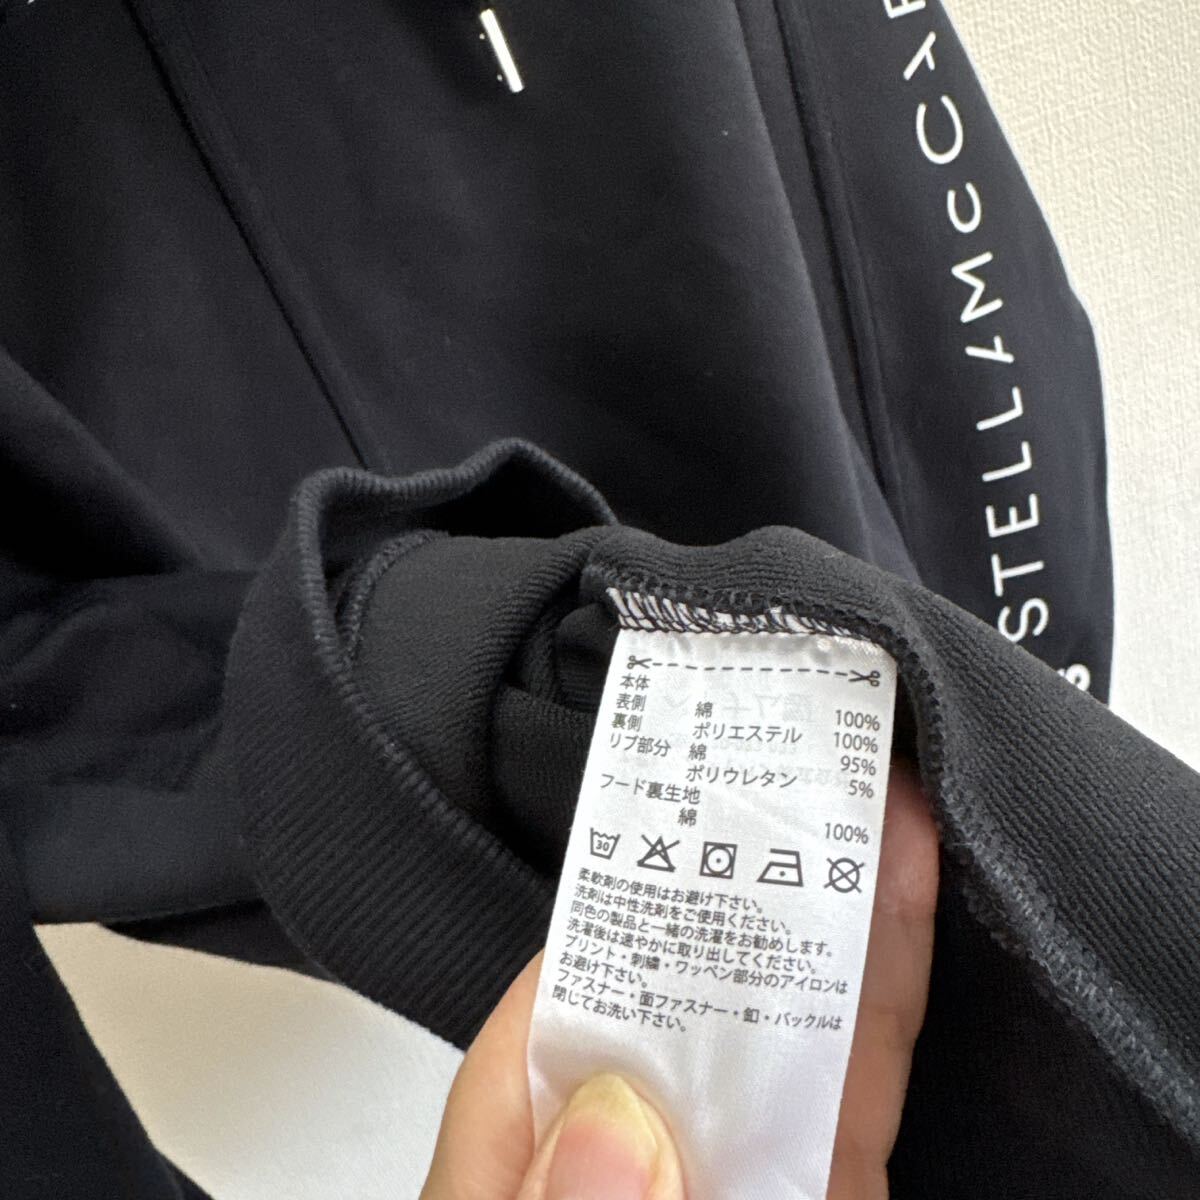 STELLAMCCAR
本体
表側 綿 100%
裏側 ポリエステル 100%
リブ部分 綿 95%
ポリウレタン 5%
フード裏生地
綿 100%
30
柔軟剤の使用はお避け下さい。
洗剤は中性洗剤をご使用ください。
同色の製品と一緒の洗濯をお勧めします。
洗濯後は速やかに取り出してください。
プリント・刺繍・ワッペン部分のアイロンは
お避け下さい。
ファスナー・面ファスナー・釦・バックルは
閉じてお洗い下さい。